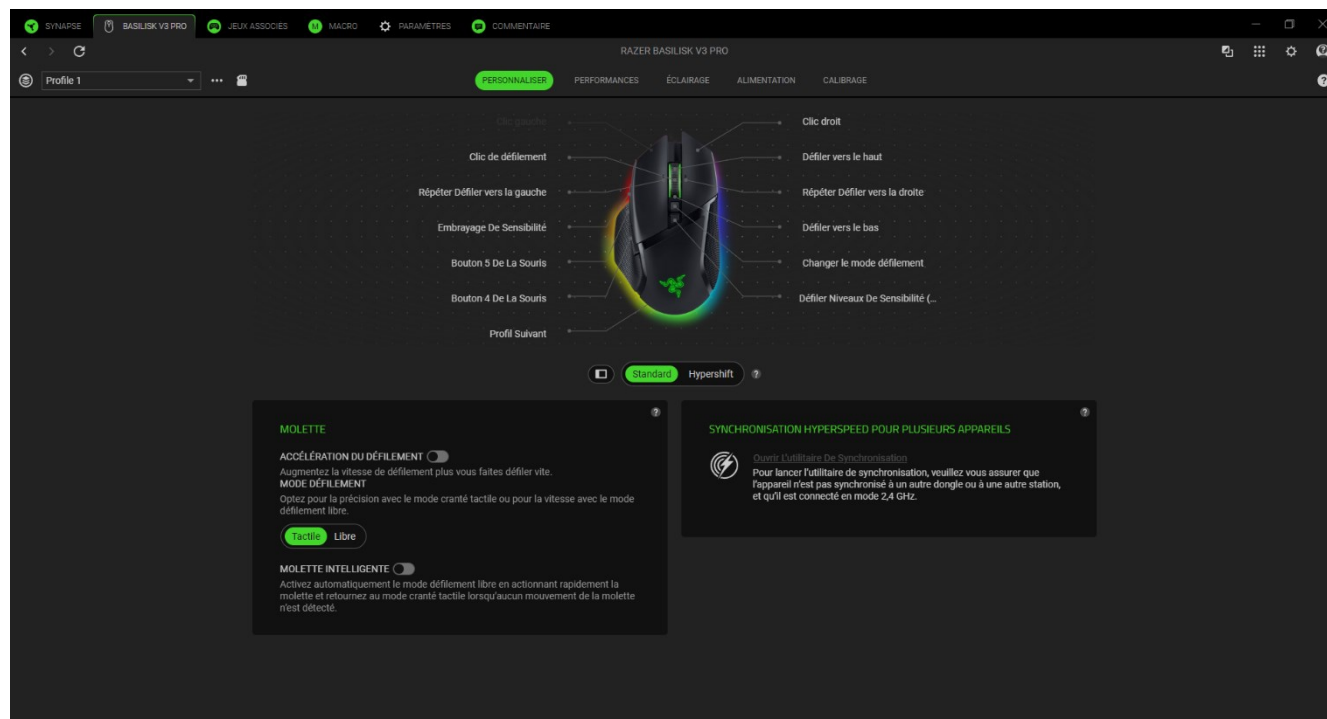 SYNAPSE
BASILISK V3 PRO
JEUX ASSOCIES
MACRO
PARAMETRES
COMMENTAIRE
RAZER BASILISK V3 PRO
Profile 1
PERSONNALISER
PERFORMANCES
ÉCLAIRAGE
ALIMENTATION
CALIBRAGE
Clic gauche
Clic de défilement
Répéter Défiler vers la gauche
Embrayage De Sensibilité
Bouton 5 De La Souris
Bouton 4 De La Souris
Profil Suivant
Clic droit
Défiler vers le haut
Répéter Défiler vers la droite
Défiler vers le bas
Changer le mode défilement
Défiler Niveaux De Sensibilité (...
Standard
Hypershift
MOLETTE
ACCÉLÉRATION DU DÉFILEMENT
Augmentez la vitesse de défilement plus vous faites défiler vite.
MODE DÉFILEMENT
Optez pour la précision avec le mode cranté tactile ou pour la vitesse avec le mode
défilement libre.
Tactile
Libre
MOLETTE INTELLIGENTE
Activez automatiquement le mode défilement libre en actionnant rapidement la
molette et retournez au mode cranté tactile lorsqu'aucun mouvement de la molette
n'est détecté.
SYNCHRONISATION HYPERSPEED POUR PLUSIEURS APPAREILS
Ouvrir L'utilitaire De Synchronisation
Pour lancer l'utilitaire de synchronisation, veuillez vous assurer que
l'appareil n'est pas synchronisé à un autre dongle ou à une autre station,
et qu'il est connecté en mode 2,4 GHz.